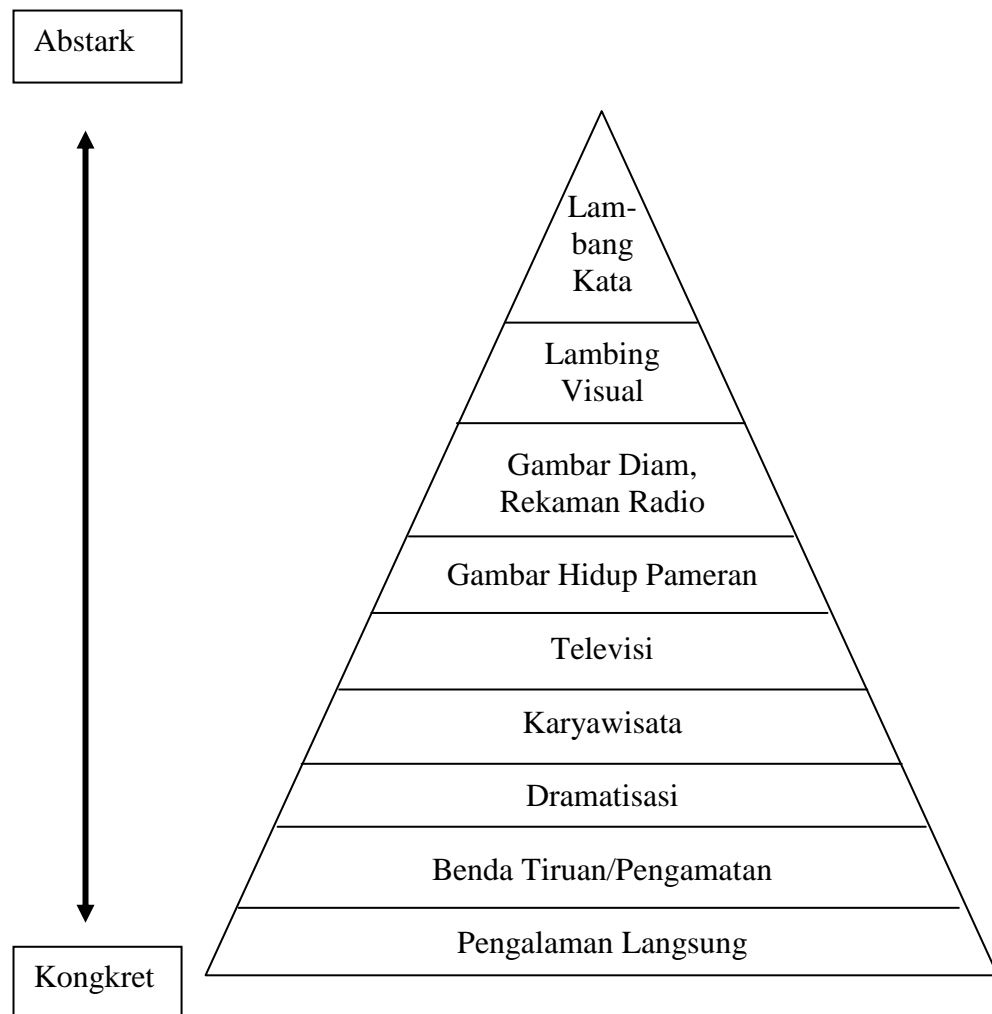 Abstark
Lam-
bang
Kata
Lambing
Visual
Gambar Diam,
Rekaman Radio
Gambar Hidup Pameran
Televisi
Karyawisata
Dramatisasi
Benda Tiruan/Pengamatan
Pengalaman Langsung
Kongkret